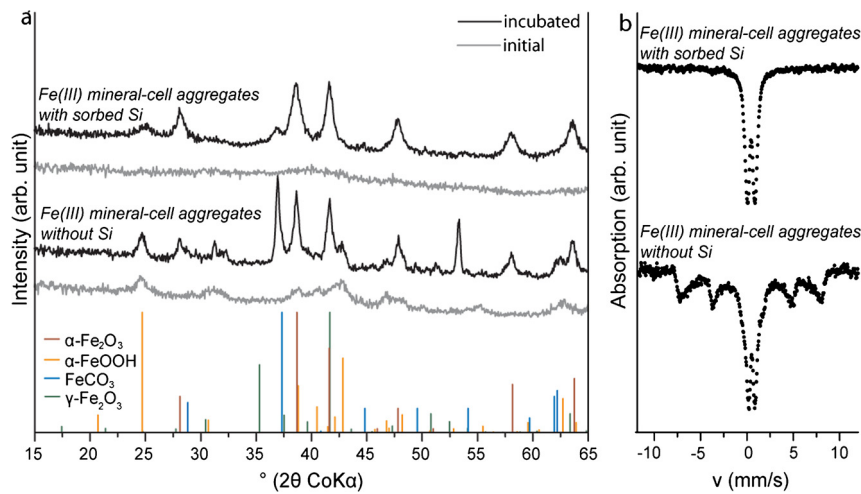 a
incubated
initial
Fe(III) mineral-cell aggregates
with sorbed Si
Fe(III) mineral-cell aggregates
without Si
α-Fe₂O₃
α-FeOOH
FeCO₃
γ-Fe₂O₃
Intensity (arb. unit)
15 20 25 30 35 40 45 50 55 60 65
° (2θ CoKα)
b
Fe(III) mineral-cell aggregates
with sorbed Si
Fe(III) mineral-cell aggregates
without Si
Absorption (arb. unit)
-10 -5 0 5 10
v (mm/s)